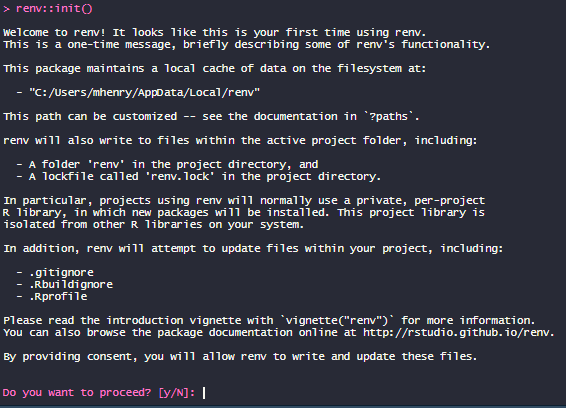 > renv::init()
Welcome to renv! It looks like this is your first time using renv.
This is a one-time message, briefly describing some of renv's functionality.
This package maintains a local cache of data on the filesystem at:
- "C:/Users/mhenry/AppData/Local/renv"
This path can be customized -- see the documentation in `?paths`.
renv will also write to files within the active project folder, including:
- A folder 'renv' in the project directory, and
- A lockfile called 'renv.lock' in the project directory.
In particular, projects using renv will normally use a private, per-project
R library, in which new packages will be installed. This project library is
isolated from other R libraries on your system.
In addition, renv will attempt to update files within your project, including:
- .gitignore
- .Rbuildignore
- .Rprofile
Please read the introduction vignette with `vignette("renv")` for more information.
You can also browse the package documentation online at http://rstudio.github.io/renv.
By providing consent, you will allow renv to write and update these files.
Do you want to proceed? [y/N]: